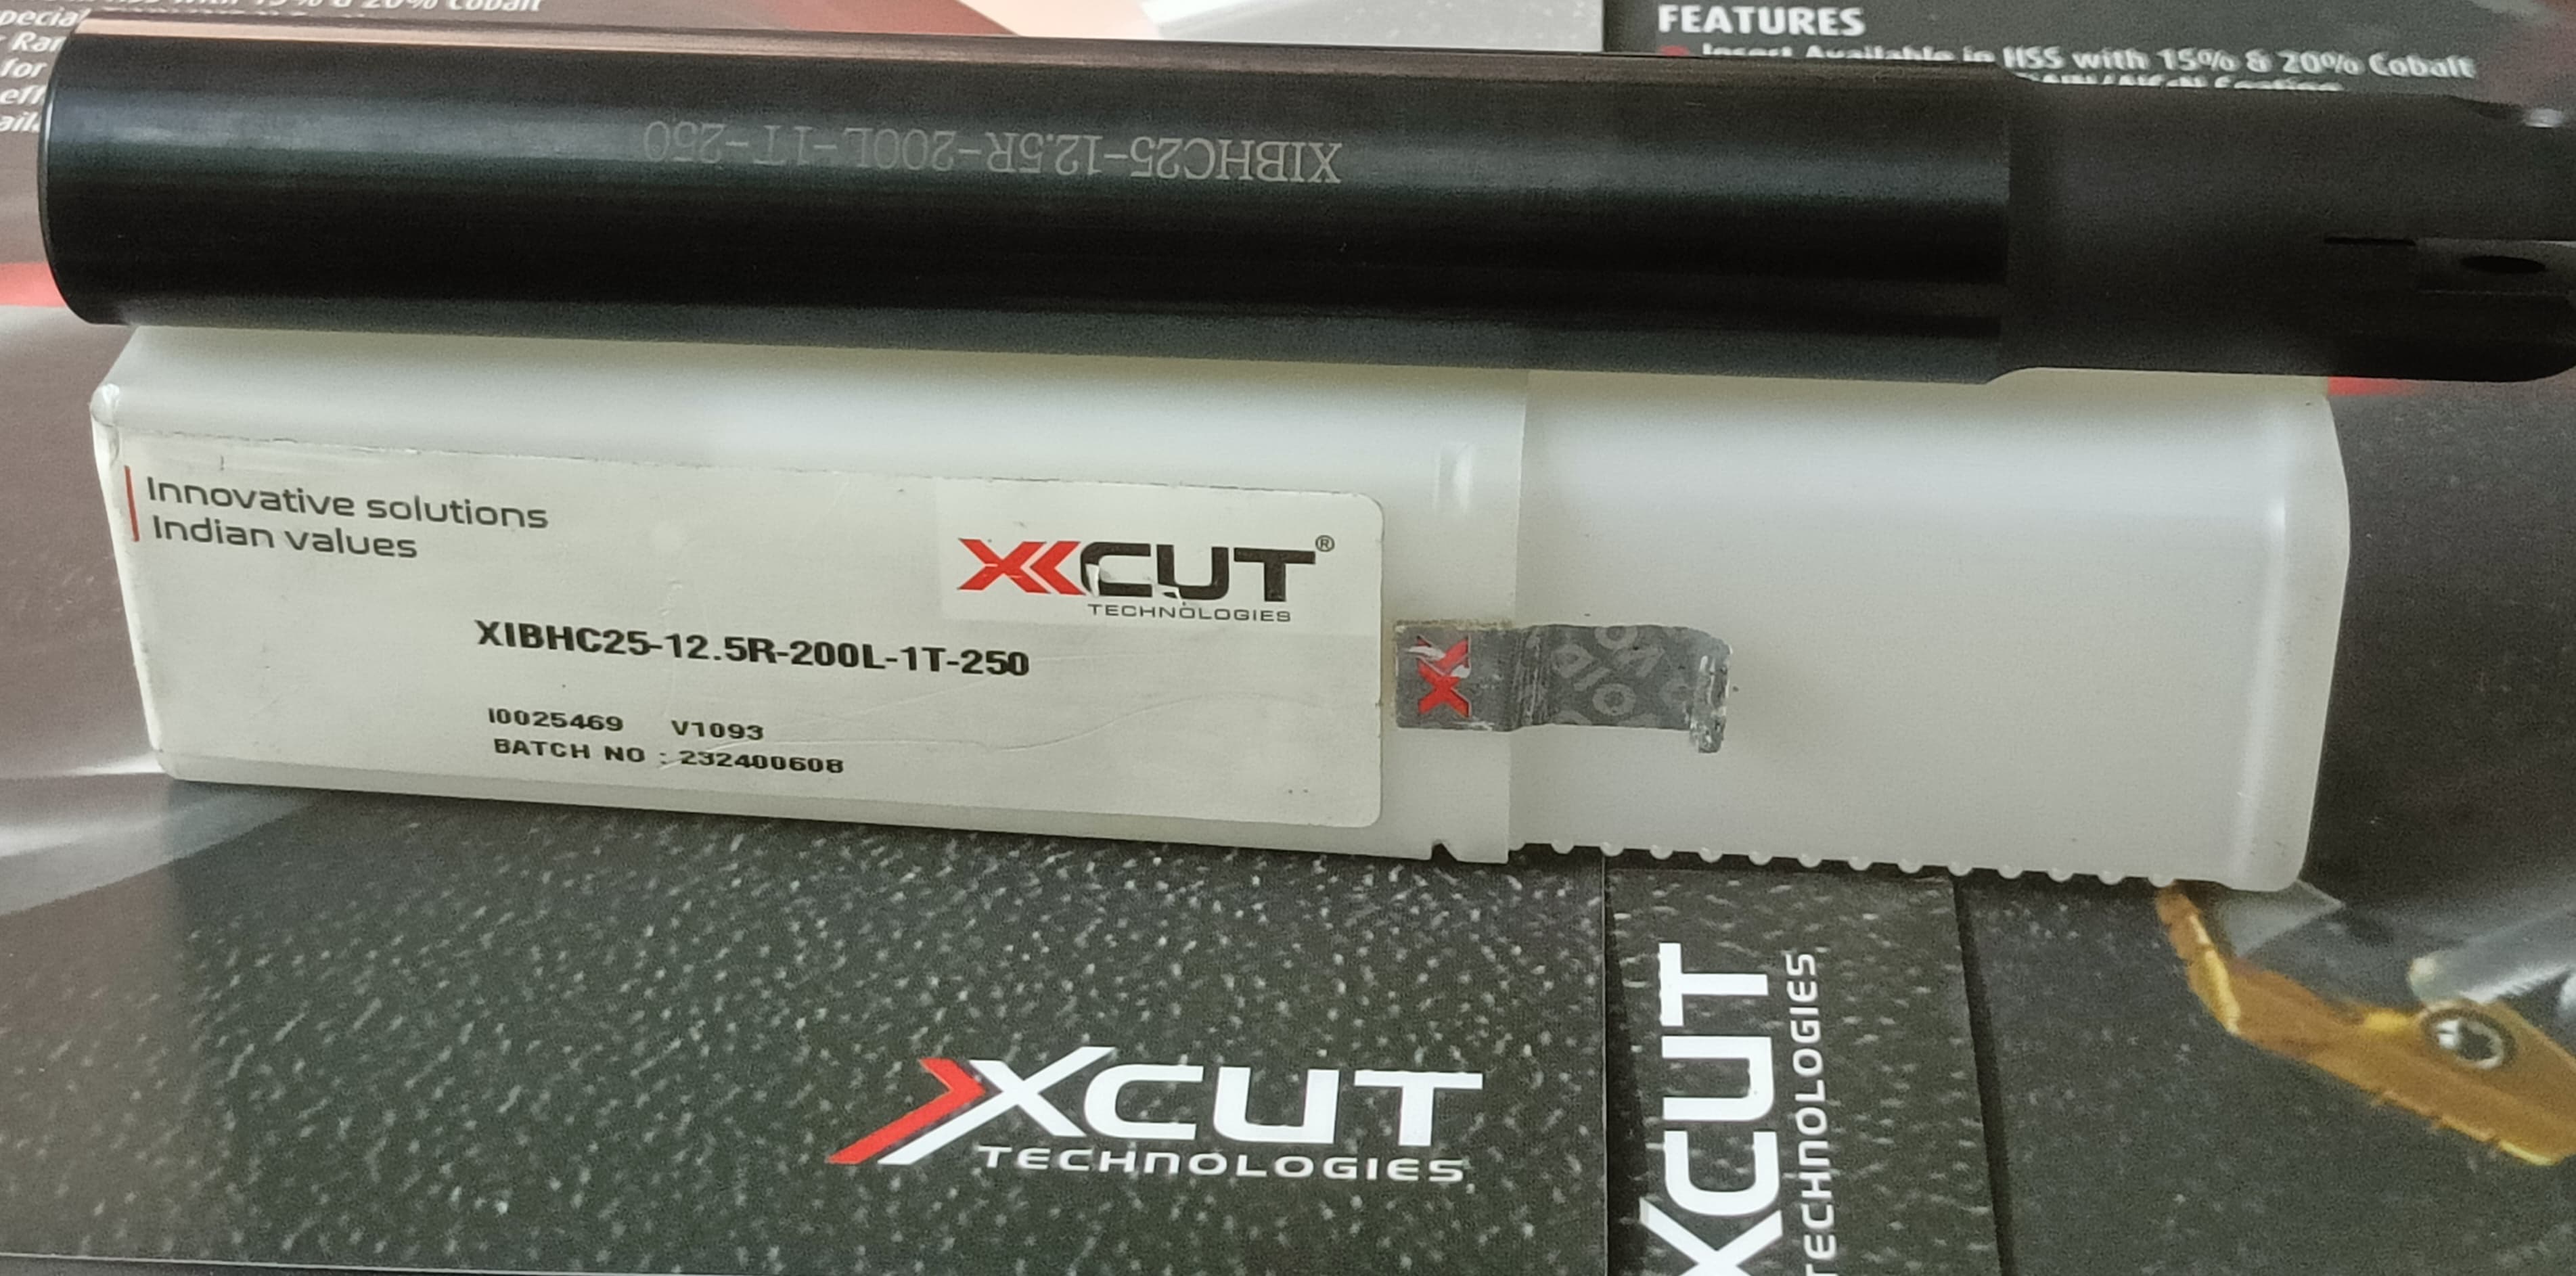 FEATURES
Insert Available in HSS with 15% & 20% Cobalt
XIBHC25-12.5R-200L-1T-250
Innovative solutions
Indian values
XCUT®
TECHNOLOGIES
XIBHC25-12.5R-200L-1T-250
I0025469 V1093
BATCH NO : 232400608
VOID
XCUT
TECHNOLOGIES
XCUT
TECHNOLOGIES